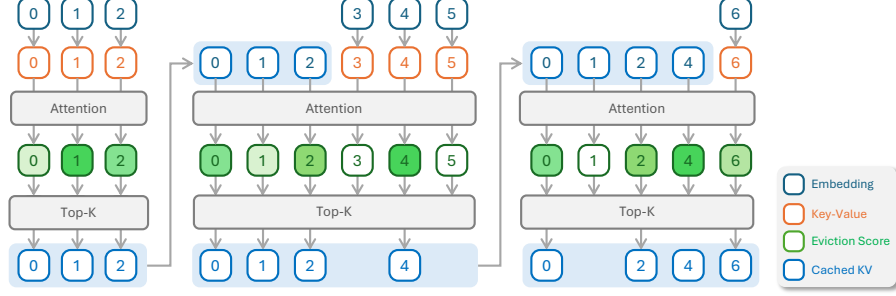 0 1 2 3 4 5 6
0 1 2 0 1 2 3 4 5 0 1 2 4 6
Attention Attention Attention
0 1 2 0 1 2 3 4 5 0 1 2 4 6
Top-K Top-K Top-K
0 1 2 0 1 2 4 0 2 4 6
Embedding
Key-Value
Eviction Score
Cached KV